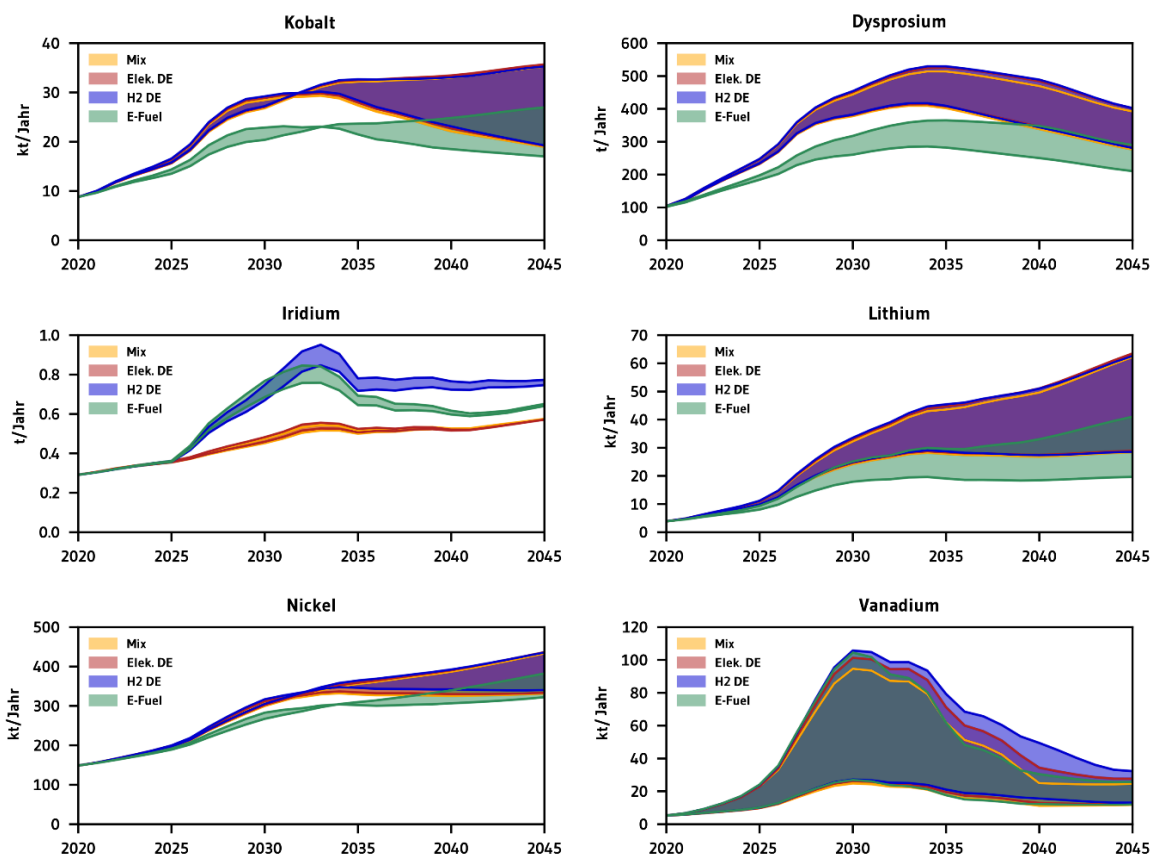 Kobalt
40
30
20
10
0
kt/Jahr
Mix
Elek. DE
H2 DE
E-Fuel
2020 2025 2030 2035 2040 2045
Dysprosium
600
500
400
300
200
100
0
t/Jahr
Mix
Elek. DE
H2 DE
E-Fuel
2020 2025 2030 2035 2040 2045
Iridium
1.0
0.8
0.6
0.4
0.2
0.0
t/Jahr
Mix
Elek. DE
H2 DE
E-Fuel
2020 2025 2030 2035 2040 2045
Lithium
70
60
50
40
30
20
10
0
kt/Jahr
Mix
Elek. DE
H2 DE
E-Fuel
2020 2025 2030 2035 2040 2045
Nickel
500
400
300
200
100
0
kt/Jahr
Mix
Elek. DE
H2 DE
E-Fuel
2020 2025 2030 2035 2040 2045
Vanadium
120
100
80
60
40
20
0
kt/Jahr
Mix
Elek. DE
H2 DE
E-Fuel
2020 2025 2030 2035 2040 2045